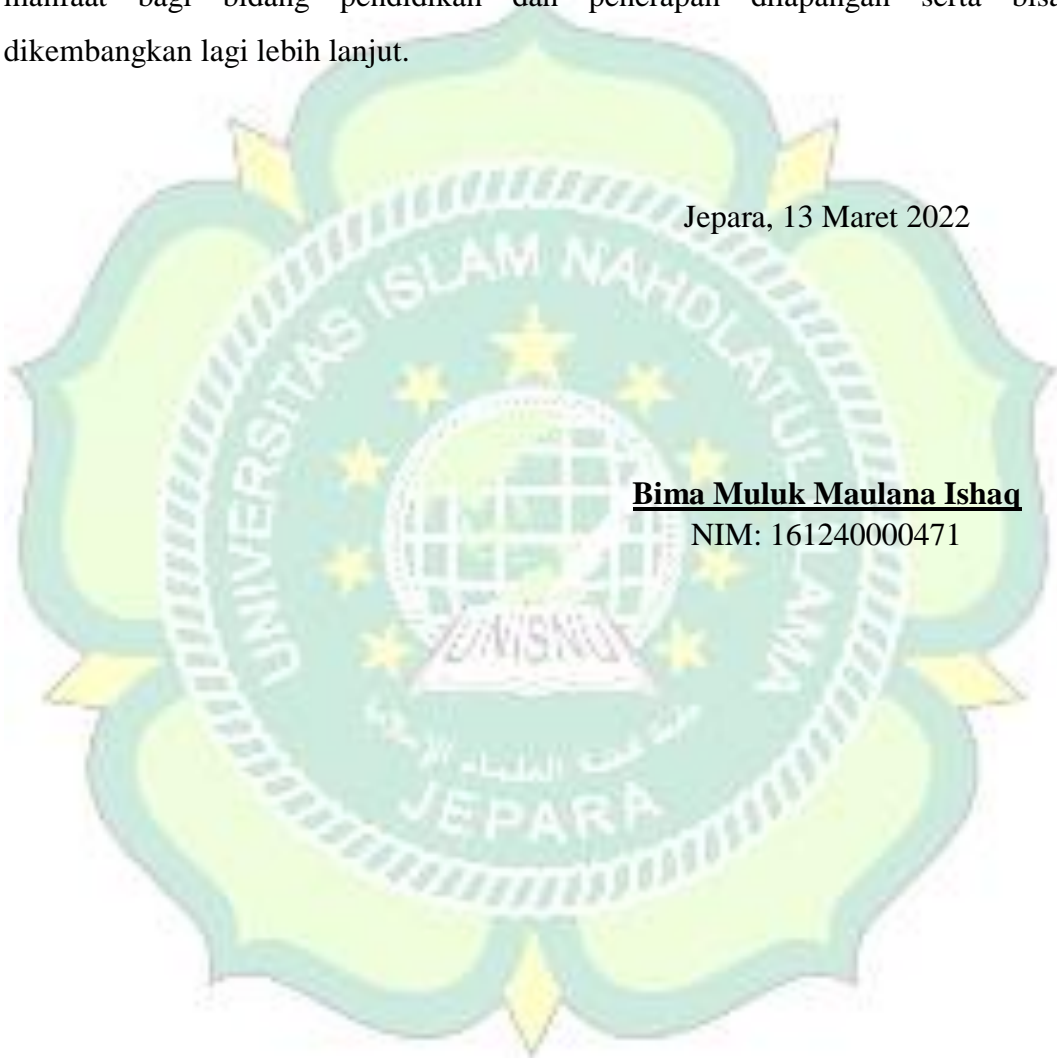 manfaat bagi bidang pendidikan dan penerapan dilapangan serta bisa
dikembangkan lagi lebih lanjut.
Jepara, 13 Maret 2022
Bima Muluk Maulana Ishaq
NIM: 161240000471
UNIVERSITAS ISLAM NAHDLATUL ULAMA
UNISNU
JEPARA